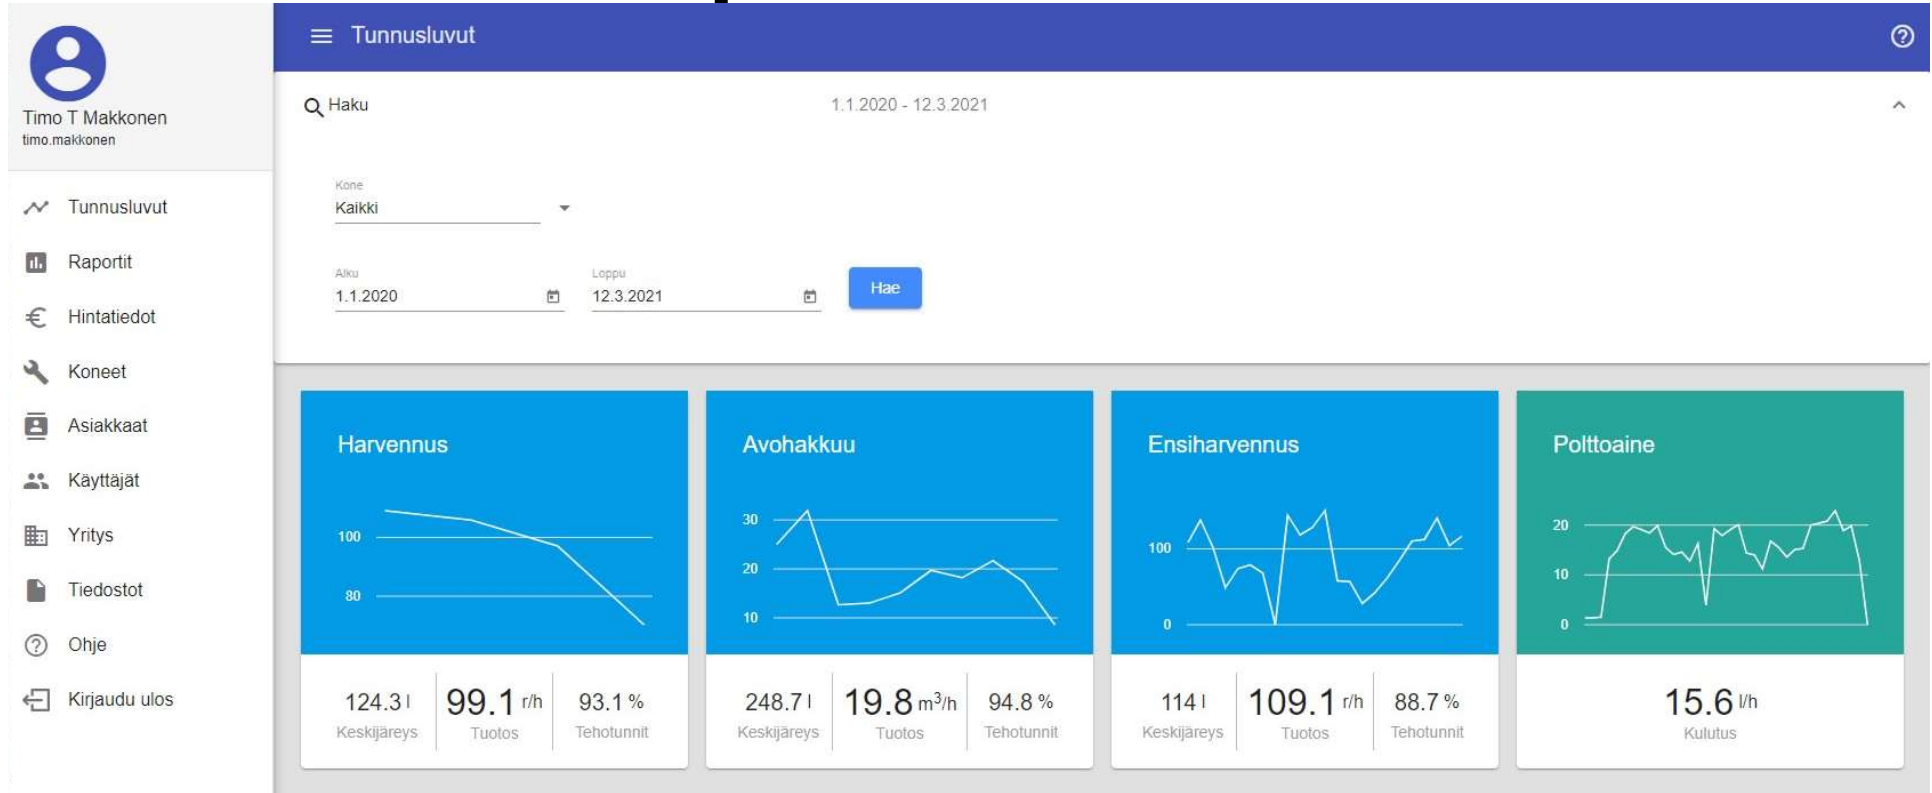 Timo T Makkonen
timo.makkonen
Tunnusluvut
Raportit
Hintatiedot
Koneet
Asiakkaat
Käyttäjät
Yritys
Tiedostot
Ohje
Kirjaudu ulos
Tunnusluvut
Haku 1.1.2020 - 12.3.2021
Kone
Kaikki
Alku Loppu
1.1.2020 12.3.2021 Hae
Harvennus
100
80
124.3 l 99.1 r/h 93.1 %
Keskijäreys Tuotos Tehotunnit
Avohakkuu
30
20
10
248.7 l 19.8 m³/h 94.8 %
Keskijäreys Tuotos Tehotunnit
Ensiharvennus
100
0
114 l 109.1 r/h 88.7 %
Keskijäreys Tuotos Tehotunnit
Polttoaine
20
10
0
15.6 l/h
Kulutus